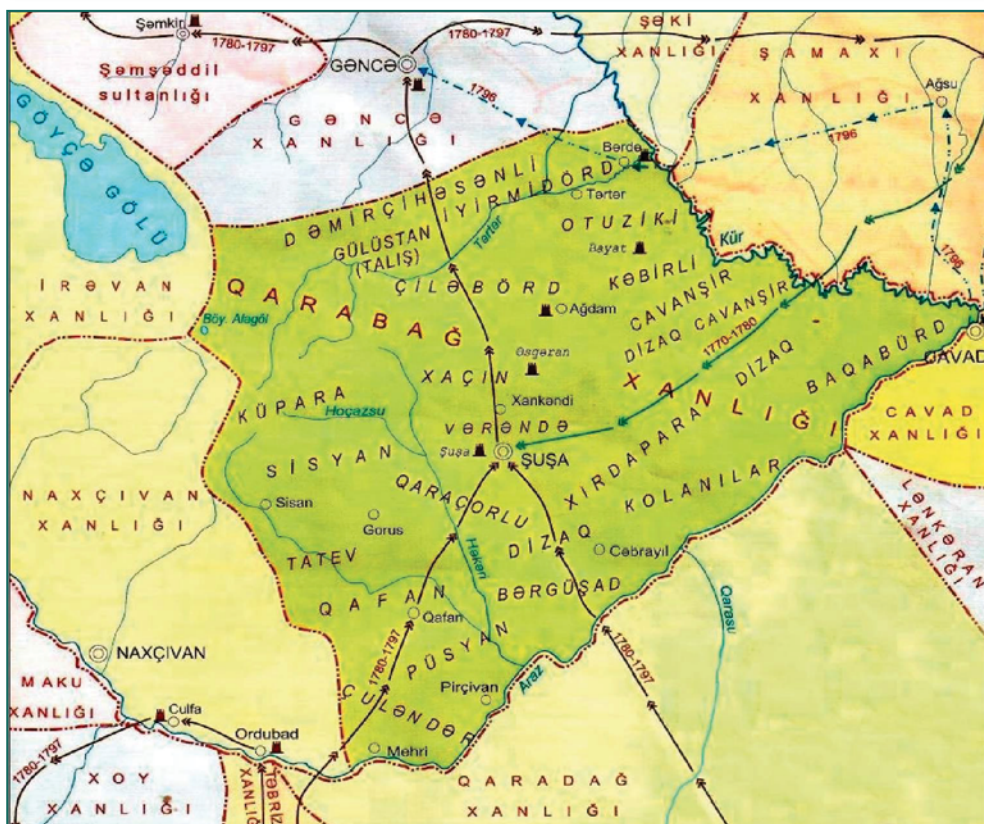 Şəmkir
1780-1797
1780-1797
GƏNCƏ
ŞƏKİ
XANLIĞI
ŞAMAXI
XANLIĞI
Ağsu
Şəmşəddil
sultanlığı
GƏNCƏ
XANLIĞI
1796
1796
1796
GÖYÇƏ GÖLÜ
Bərdə
Tərtər
DƏMİRÇİHƏSƏNLİ
İYİRMİDÖRD
OTUZİKİ
Bayat
Kür
GÜLÜSTAN
(TALIŞ)
Tərtər
KƏBİRLİ
ÇİLƏBÖRD
CAVANŞİR
DİZAQ CAVANŞİR
İRƏVAN
XANLIĞI
QARABAĞ
XANLIĞI
Böy. Alagöl
Ağdam
1770-1780
Əsgəran
XAÇIN
DİZAQ
BAQABÜRD
CAVAD
KÜPARA
Hoçazsu
Xankəndi
VƏRƏNDƏ
Şuşa
ŞUŞA
XIRDAPARA
CAVAD
XANLIĞI
SİSYAN
QARAÇORLU
KOLANILAR
LƏNKƏRAN
XANLIĞI
NAXÇIVAN
XANLIĞI
Sisan
Gorus
Həkəri
DİZAQ
Cəbrayıl
TATEV
BƏRGÜŞAD
QAFAN
Qafan
Qarasu
PÜSYAN
1780-1797
1780-1797
NAXÇIVAN
Pirçivan
Araz
ÇULƏNDƏR
MAKU
XANLIĞI
Culfa
Ordubad
Mehri
1780-1797
XOY
XANLIĞI
TƏBRİZ
XANLIĞI
QARADAĞ
XANLIĞI